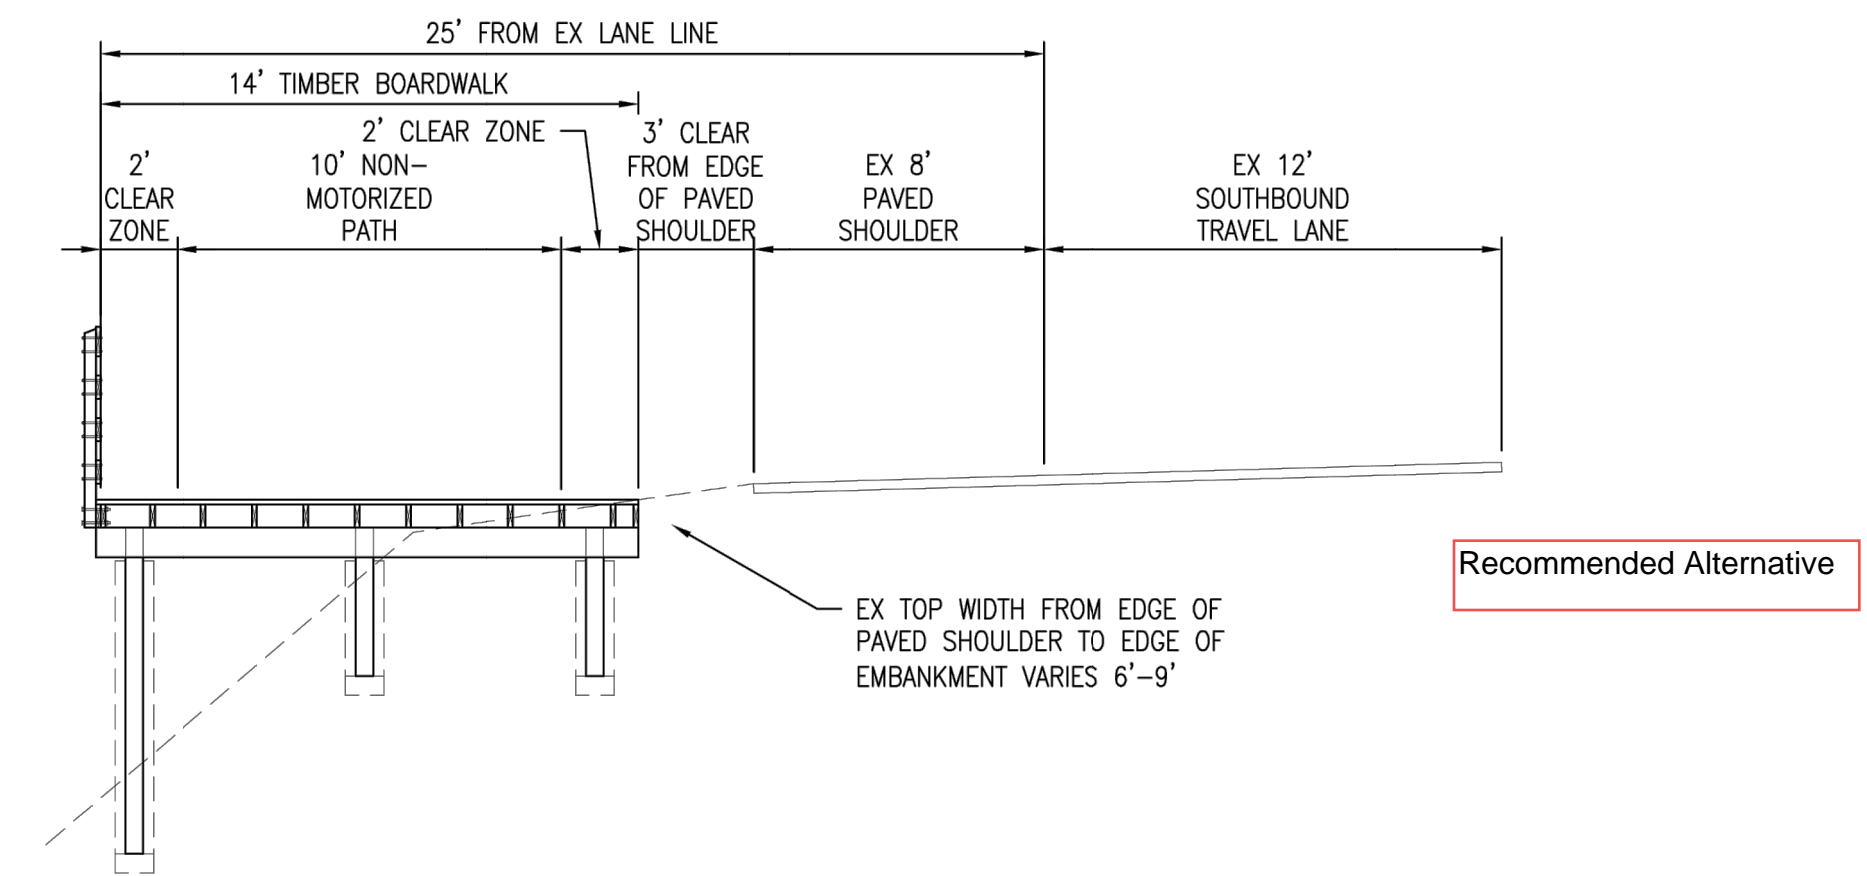 25' FROM EX LANE LINE
14' TIMBER BOARDWALK
2' CLEAR ZONE
2'
CLEAR
ZONE
10' NON-
MOTORIZED
PATH
3' CLEAR
FROM EDGE
OF PAVED
SHOULDER
EX 8'
PAVED
SHOULDER
EX 12'
SOUTHBOUND
TRAVEL LANE
Recommended Alternative
EX TOP WIDTH FROM EDGE OF
PAVED SHOULDER TO EDGE OF
EMBANKMENT VARIES 6'-9'